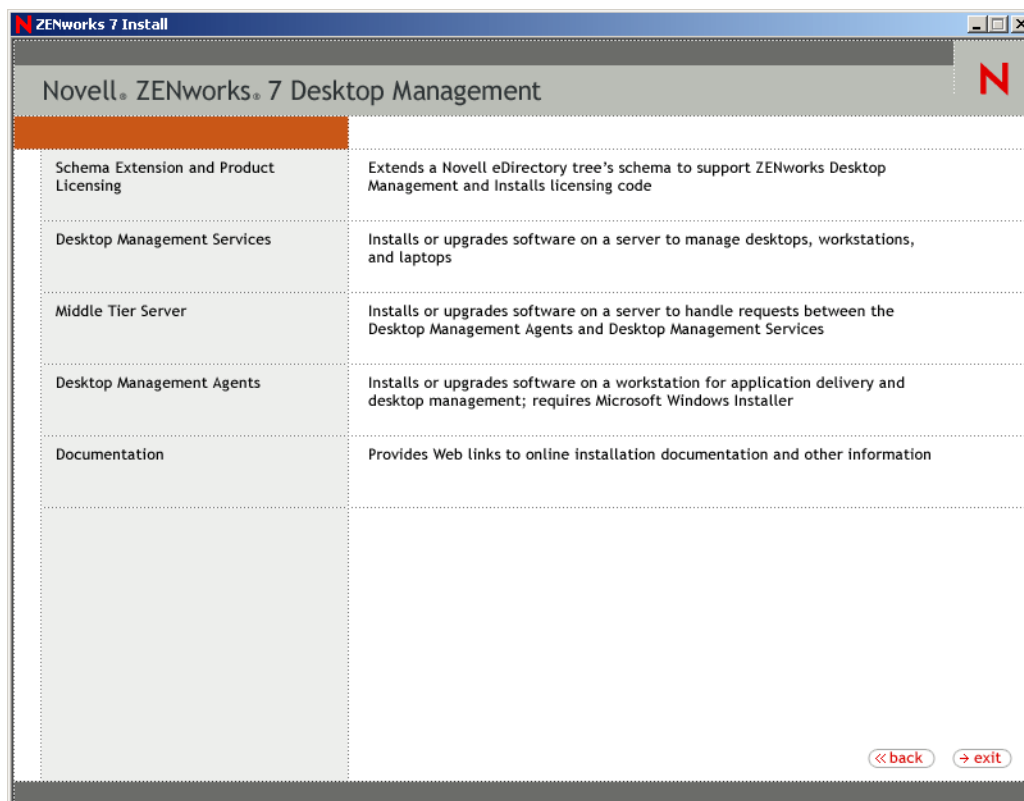 ZENworks 7 Install
Novell® ZENworks® 7 Desktop Management
N
Schema Extension and Product
Licensing
Extends a Novell eDirectory tree’s schema to support ZENworks Desktop
Management and Installs licensing code
Desktop Management Services
Installs or upgrades software on a server to manage desktops, workstations,
and laptops
Middle Tier Server
Installs or upgrades software on a server to handle requests between the
Desktop Management Agents and Desktop Management Services
Desktop Management Agents
Installs or upgrades software on a workstation for application delivery and
desktop management; requires Microsoft Windows Installer
Documentation
Provides Web links to online installation documentation and other information
« back
→ exit